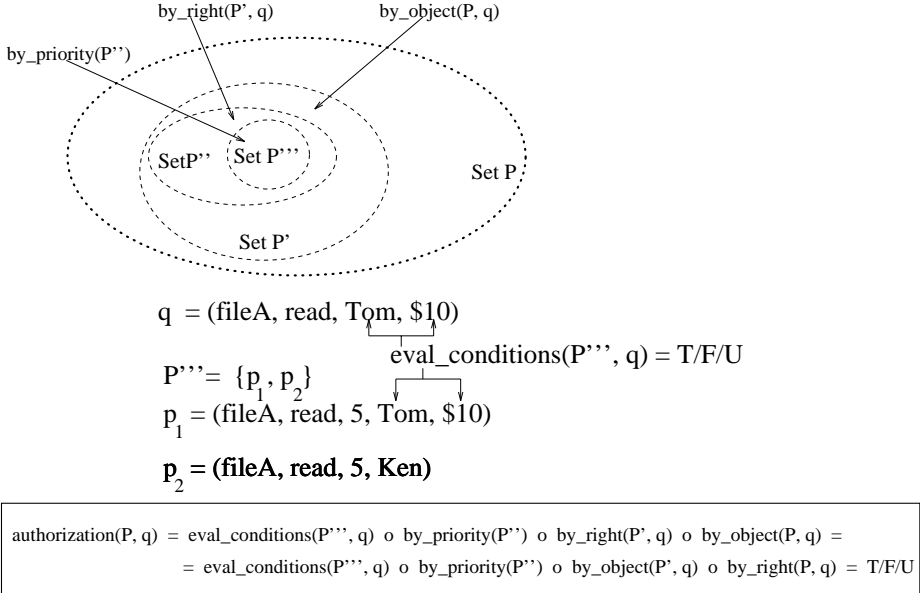 by_right(P', q) by_object(P, q)
by_priority(P'')
SetP'' Set P''' Set P
Set P'
q = (fileA, read, Tom, $10)
eval_conditions(P''', q) = T/F/U
P'''= {p1, p2}
p1 = (fileA, read, 5, Tom, $10)
p2 = (fileA, read, 5, Ken)
authorization(P, q) = eval_conditions(P''', q) o by_priority(P'') o by_right(P', q) o by_object(P, q) =
= eval_conditions(P''', q) o by_priority(P'') o by_object(P', q) o by_right(P, q) = T/F/U